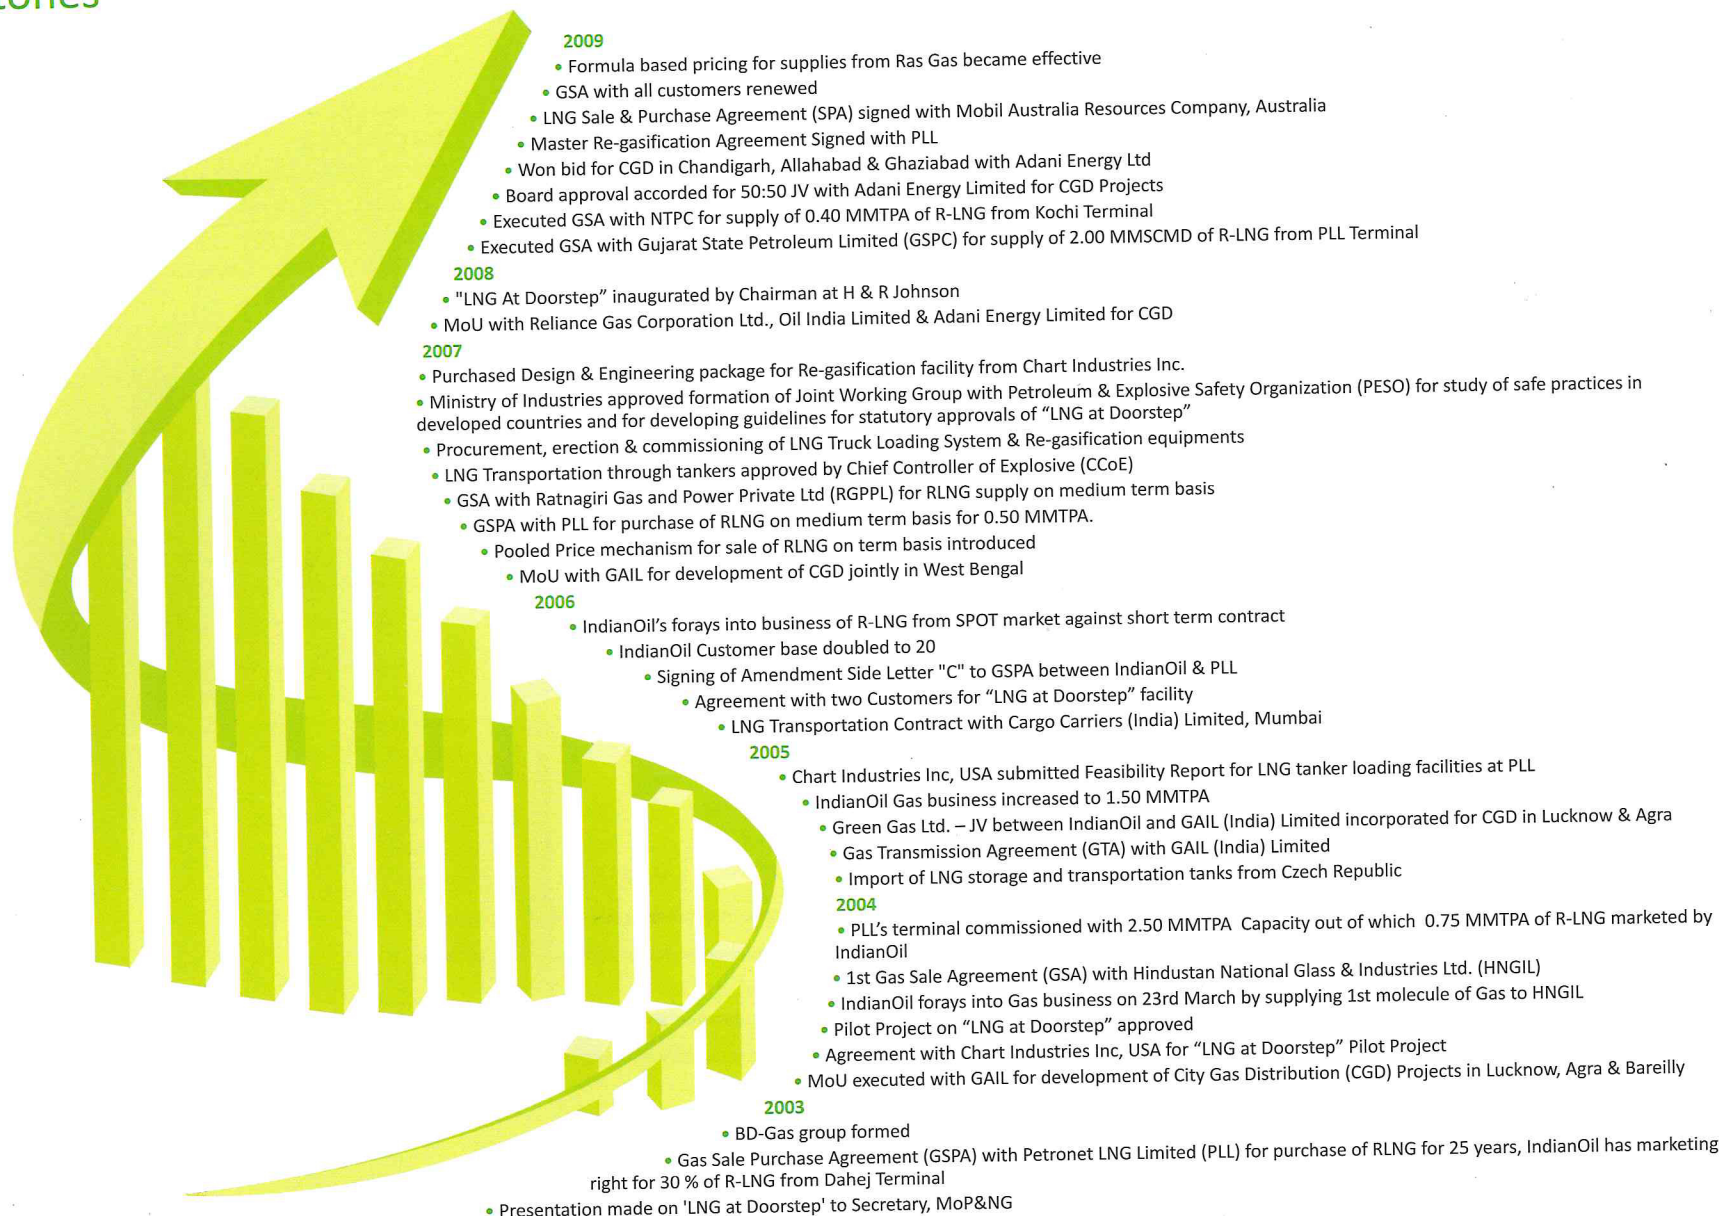 2009
• Formula based pricing for supplies from Ras Gas became effective
• GSA with all customers renewed
• LNG Sale & Purchase Agreement (SPA) signed with Mobil Australia Resources Company, Australia
• Master Re-gasification Agreement Signed with PLL
• Won bid for CGD in Chandigarh, Allahabad & Ghaziabad with Adani Energy Ltd
• Board approval accorded for 50:50 JV with Adani Energy Limited for CGD Projects
• Executed GSA with NTPC for supply of 0.40 MMTPA of R-LNG from Kochi Terminal
• Executed GSA with Gujarat State Petroleum Limited (GSPC) for supply of 2.00 MMSCMD of R-LNG from PLL Terminal
2008
• "LNG At Doorstep” inaugurated by Chairman at H & R Johnson
• MoU with Reliance Gas Corporation Ltd., Oil India Limited & Adani Energy Limited for CGD
2007
• Purchased Design & Engineering package for Re-gasification facility from Chart Industries Inc.
• Ministry of Industries approved formation of Joint Working Group with Petroleum & Explosive Safety Organization (PESO) for study of safe practices in
developed countries and for developing guidelines for statutory approvals of “LNG at Doorstep”
• Procurement, erection & commissioning of LNG Truck Loading System & Re-gasification equipments
• LNG Transportation through tankers approved by Chief Controller of Explosive (CCoE)
• GSA with Ratnagiri Gas and Power Private Ltd (RGPPL) for RLNG supply on medium term basis
• GSPA with PLL for purchase of RLNG on medium term basis for 0.50 MMTPA.
• Pooled Price mechanism for sale of RLNG on term basis introduced
• MoU with GAIL for development of CGD jointly in West Bengal
2006
• IndianOil’s forays into business of R-LNG from SPOT market against short term contract
• IndianOil Customer base doubled to 20
• Signing of Amendment Side Letter "C" to GSPA between IndianOil & PLL
• Agreement with two Customers for “LNG at Doorstep” facility
• LNG Transportation Contract with Cargo Carriers (India) Limited, Mumbai
2005
• Chart Industries Inc, USA submitted Feasibility Report for LNG tanker loading facilities at PLL
• IndianOil Gas business increased to 1.50 MMTPA
• Green Gas Ltd. – JV between IndianOil and GAIL (India) Limited incorporated for CGD in Lucknow & Agra
• Gas Transmission Agreement (GTA) with GAIL (India) Limited
• Import of LNG storage and transportation tanks from Czech Republic
2004
• PLL’s terminal commissioned with 2.50 MMTPA Capacity out of which 0.75 MMTPA of R-LNG marketed by
IndianOil
• 1st Gas Sale Agreement (GSA) with Hindustan National Glass & Industries Ltd. (HNGIL)
• IndianOil forays into Gas business on 23rd March by supplying 1st molecule of Gas to HNGIL
• Pilot Project on “LNG at Doorstep” approved
• Agreement with Chart Industries Inc, USA for “LNG at Doorstep” Pilot Project
• MoU executed with GAIL for development of City Gas Distribution (CGD) Projects in Lucknow, Agra & Bareilly
2003
• BD-Gas group formed
• Gas Sale Purchase Agreement (GSPA) with Petronet LNG Limited (PLL) for purchase of RLNG for 25 years, IndianOil has marketing
right for 30 % of R-LNG from Dahej Terminal
• Presentation made on 'LNG at Doorstep' to Secretary, MoP&NG